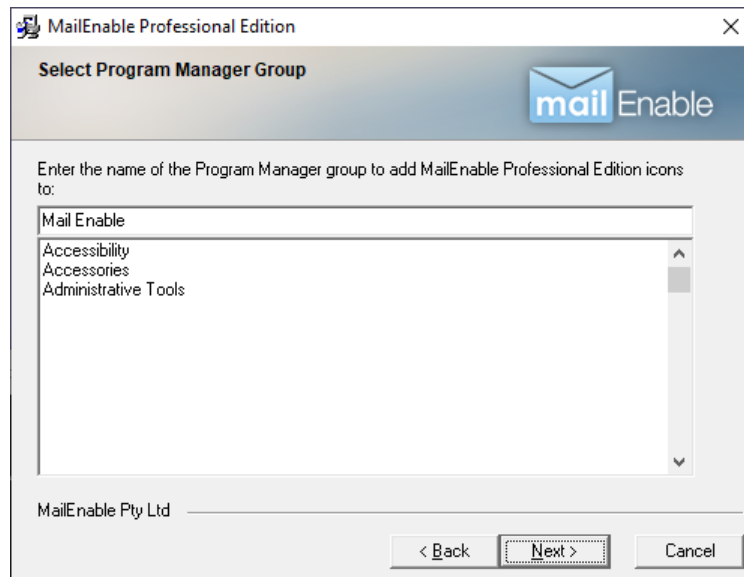 MailEnable Professional Edition
Select Program Manager Group
mail Enable
Enter the name of the Program Manager group to add MailEnable Professional Edition icons
to:
Mail Enable
Accessibility
Accessories
Administrative Tools
MailEnable Pty Ltd
< Back Next > Cancel